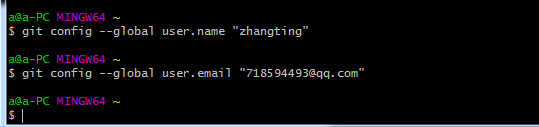 a@a-PC MINGW64 ~
$ git config --global user.name "zhangting"
a@a-PC MINGW64 ~
$ git config --global user.email "718594493@qq.com"
a@a-PC MINGW64 ~
$